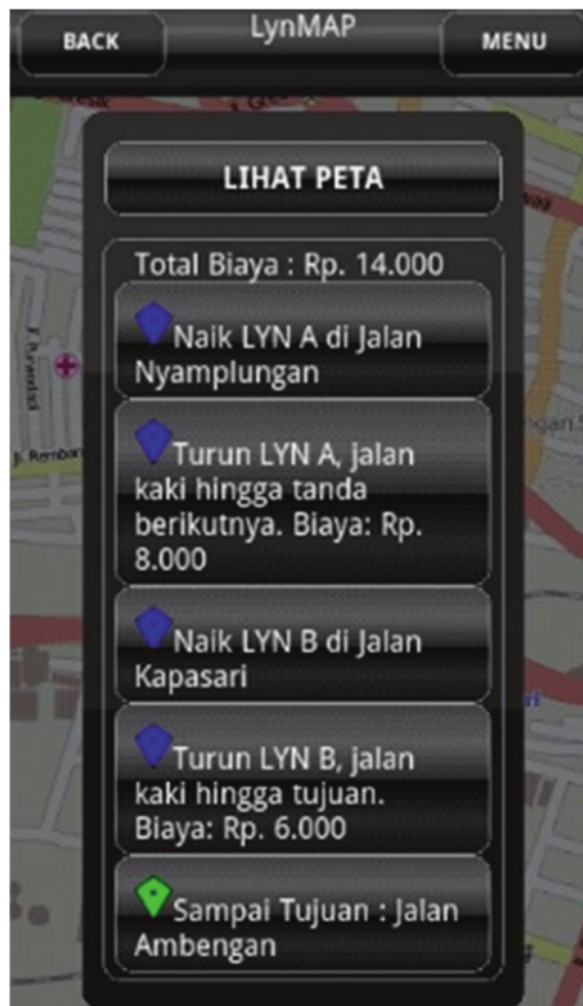 BACK
LynMAP
MENU
LIHAT PETA
Total Biaya : Rp. 14.000
Naik LYN A di Jalan
Nyamplungan
Turun LYN A, jalan
kaki hingga tanda
berikutnya. Biaya: Rp.
8.000
Naik LYN B di Jalan
Kapasari
Turun LYN B, jalan
kaki hingga tujuan.
Biaya: Rp. 6.000
Sampai Tujuan : Jalan
Ambengan